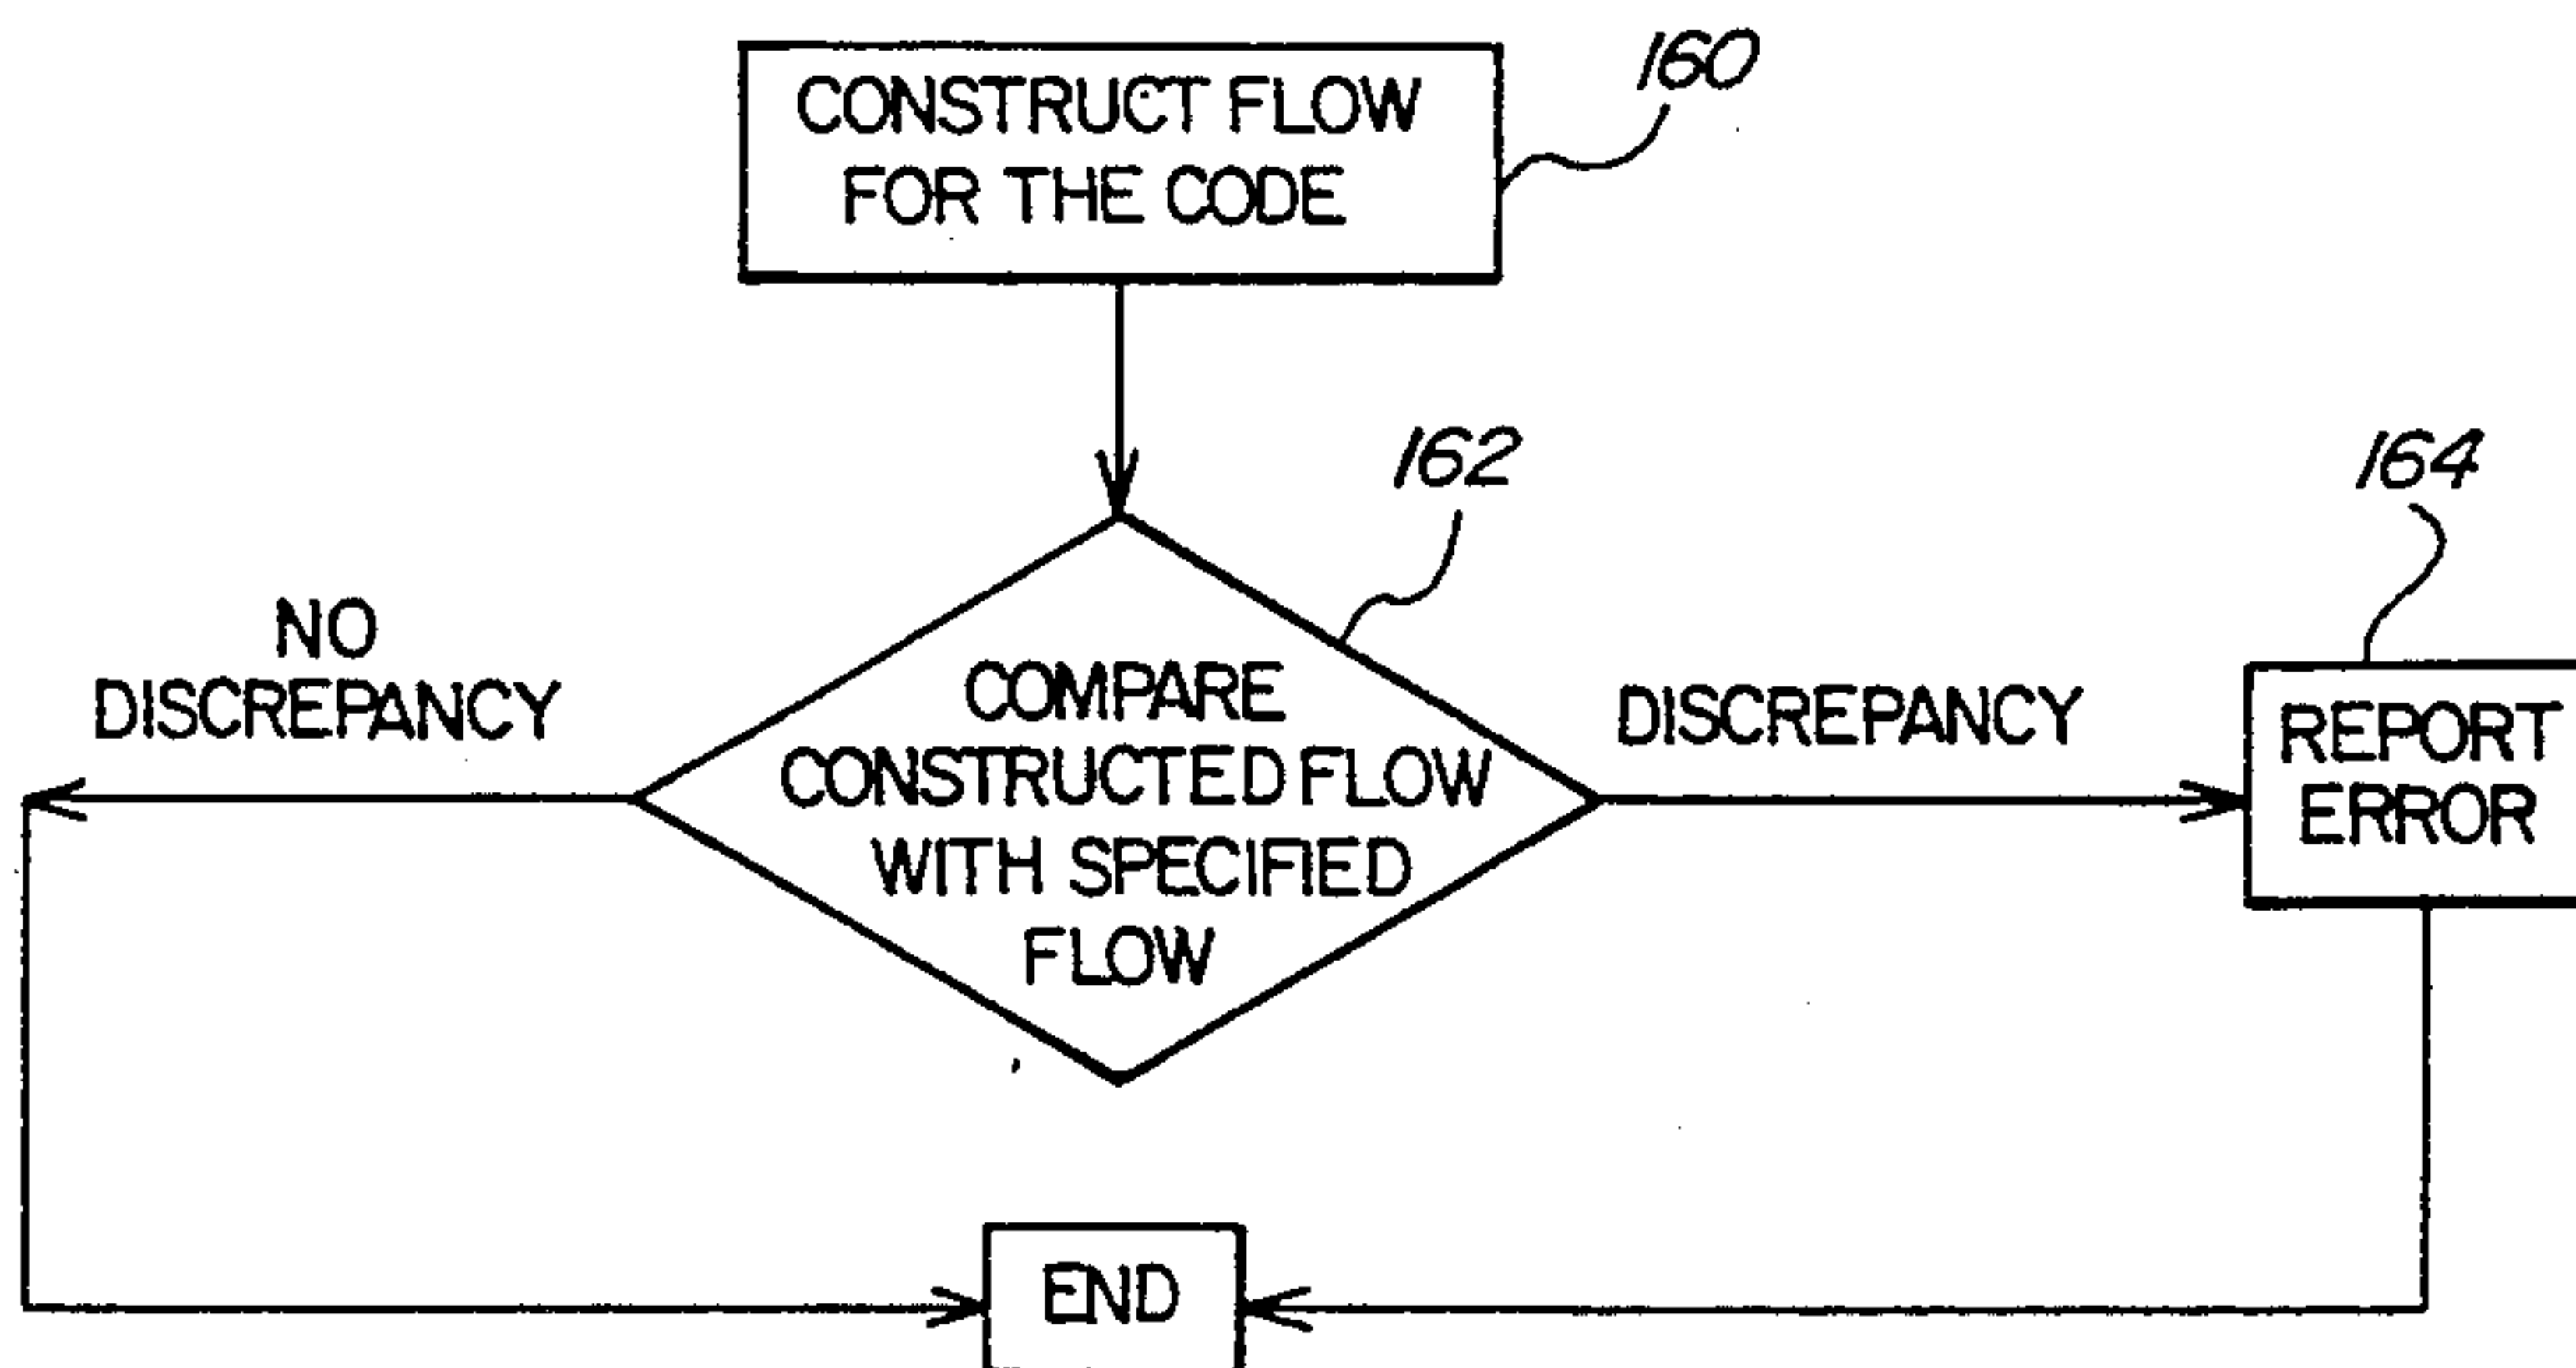 CONSTRUCT FLOW
FOR THE CODE
160
162
164
NO
DISCREPANCY
COMPARE
CONSTRUCTED FLOW
WITH SPECIFIED
FLOW
DISCREPANCY
REPORT
ERROR
END